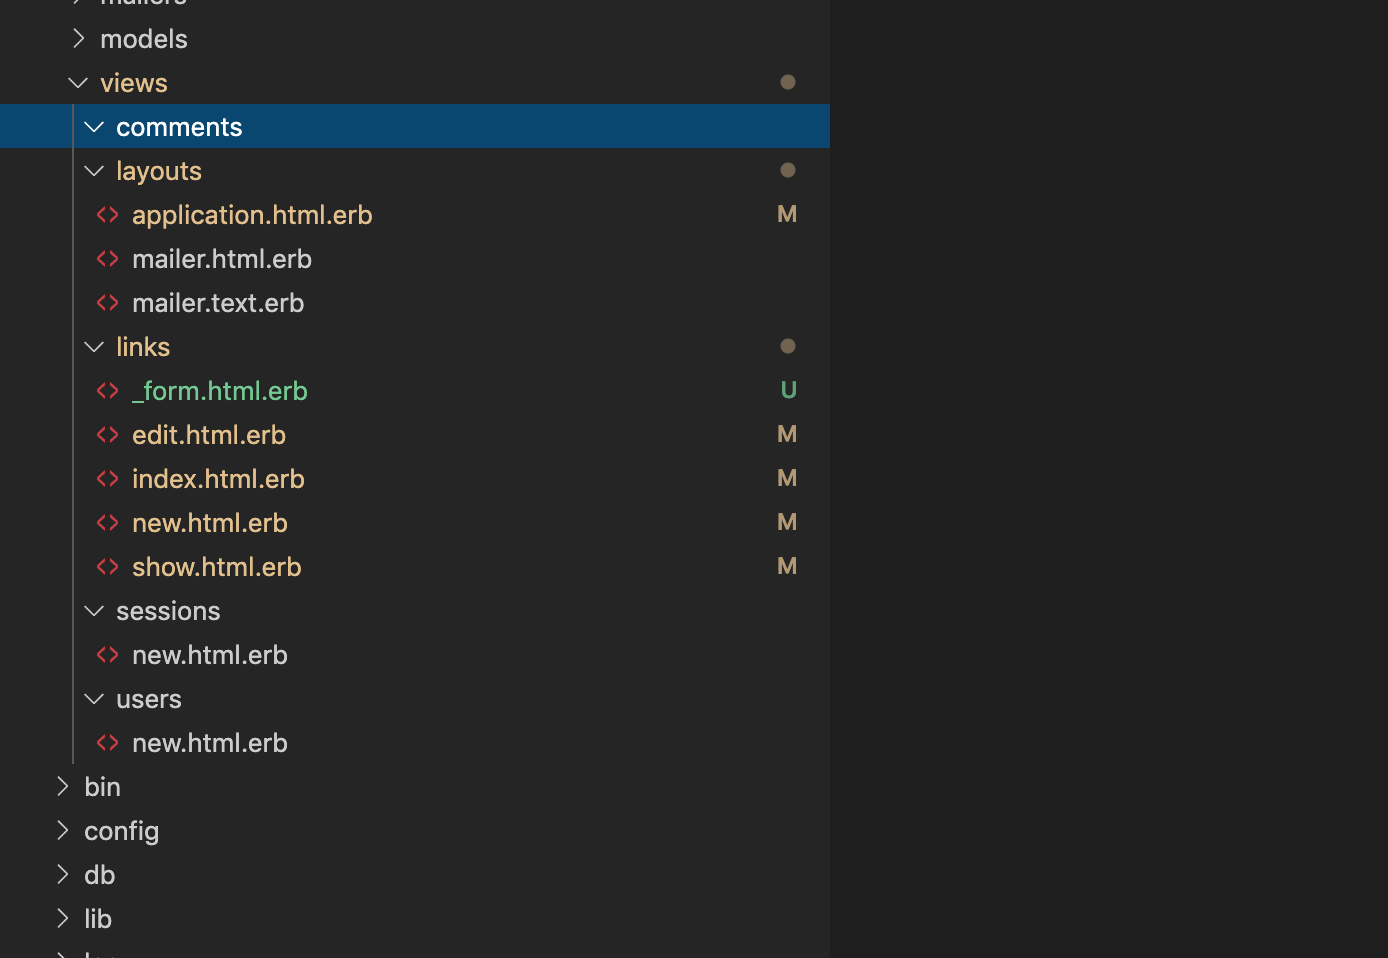 mailers
models
views
comments
layouts
application.html.erb M
mailer.html.erb
mailer.text.erb
links
_form.html.erb U
edit.html.erb M
index.html.erb M
new.html.erb M
show.html.erb M
sessions
new.html.erb
users
new.html.erb
bin
config
db
lib